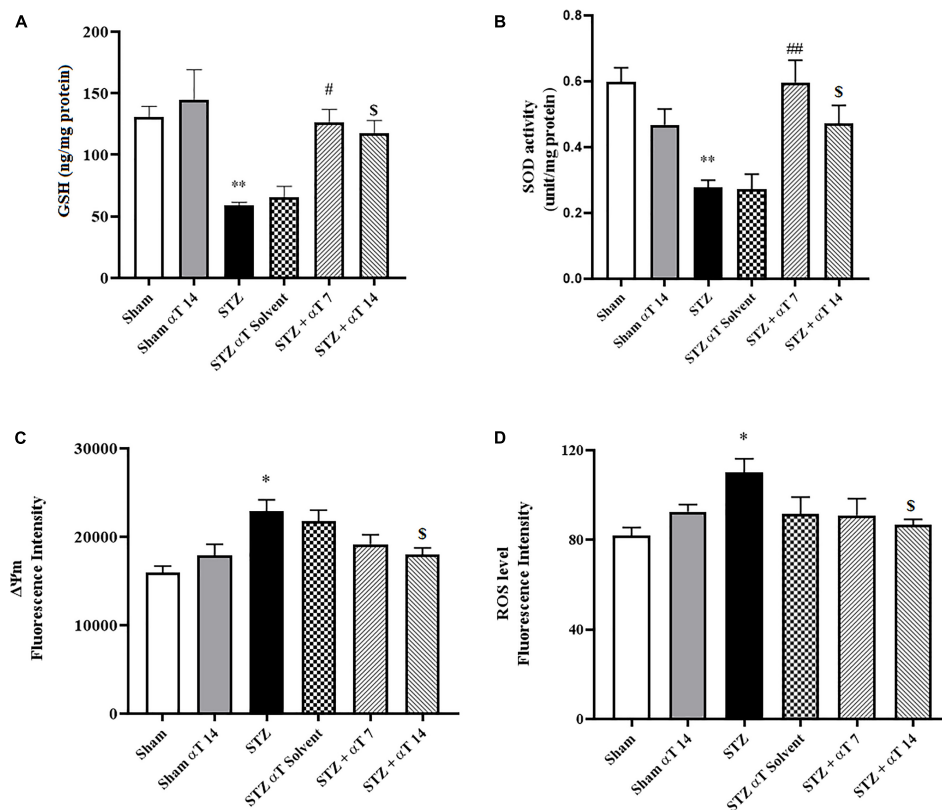 A
GSH (ng/mg protein)
200
150
100
50
0
**
#
$
Sham
Sham αT 14
STZ
STZ αT Solvent
STZ + αT 7
STZ + αT 14
B
SOD activity
(unit/mg protein)
0.8
0.6
0.4
0.2
0.0
**
##
$
Sham
Sham αT 14
STZ
STZ αT Solvent
STZ + αT 7
STZ + αT 14
C
ΔΨm
Fluorescence Intensity
30000
20000
10000
0
*
$
Sham
Sham αT 14
STZ
STZ αT Solvent
STZ + αT 7
STZ + αT 14
D
ROS level
Fluorescence Intensity
120
80
40
0
*
$
Sham
Sham αT 14
STZ
STZ αT Solvent
STZ + αT 7
STZ + αT 14